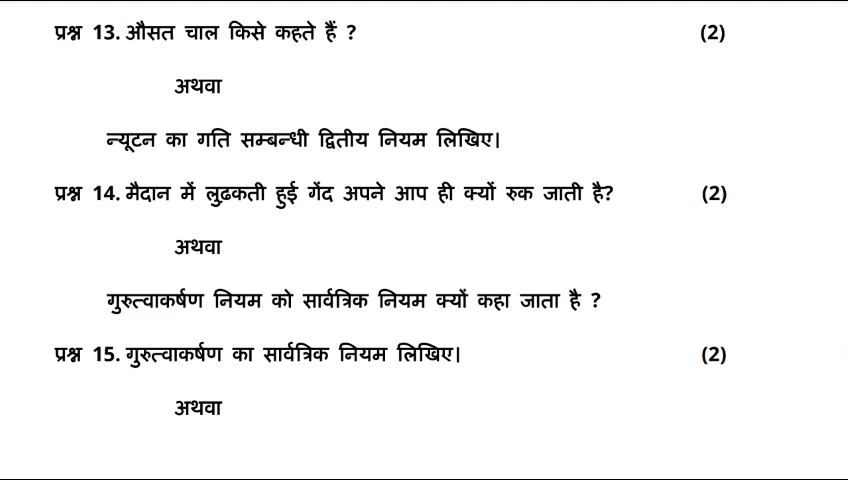 प्रश्न 13. औसत चाल किसे कहते हैं ? (2)
अथवा
न्यूटन का गति सम्बन्धी द्वितीय नियम लिखिए।
प्रश्न 14. मैदान में लुढ़कती हुई गेंद अपने आप ही क्यों रुक जाती है? (2)
अथवा
गुरुत्वाकर्षण नियम को सार्वत्रिक नियम क्यों कहा जाता है ?
प्रश्न 15. गुरुत्वाकर्षण का सार्वत्रिक नियम लिखिए। (2)
अथवा